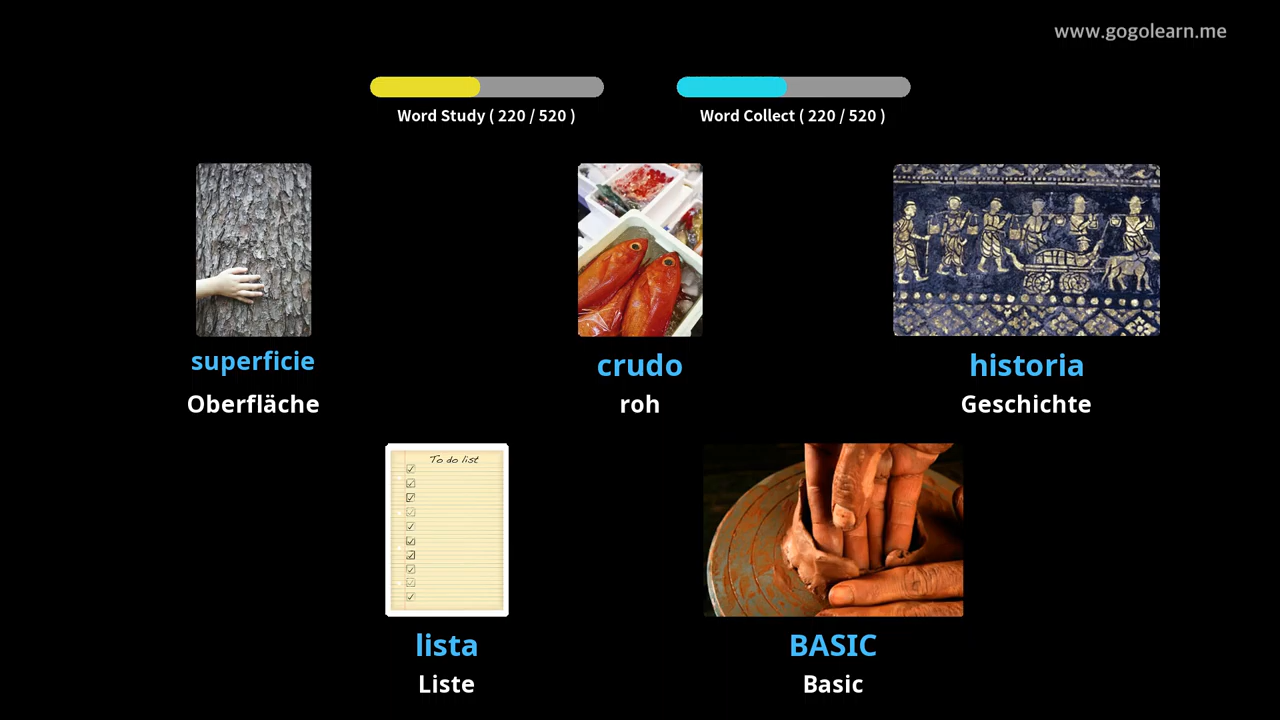 www.gogolearn.me
Word Study ( 220 / 520 )
Word Collect ( 220 / 520 )
superficie
Oberfläche
crudo
roh
historia
Geschichte
To do list
lista
Liste
BASIC
Basic